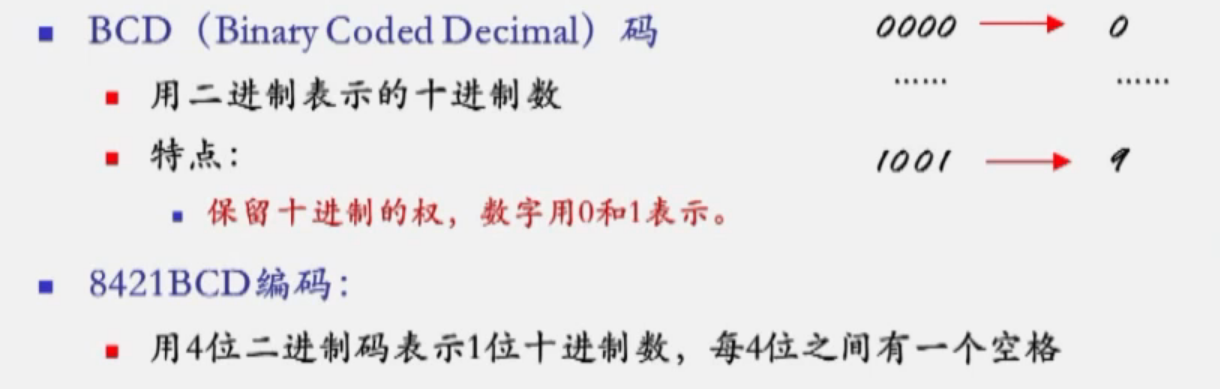 BCD（Binary Coded Decimal）码
0000 → 0
用二进制表示的十进制数
...... ......
特点：
1001 → 9
保留十进制的权，数字用0和1表示。
8421BCD编码：
用4位二进制码表示1位十进制数，每4位之间有一个空格